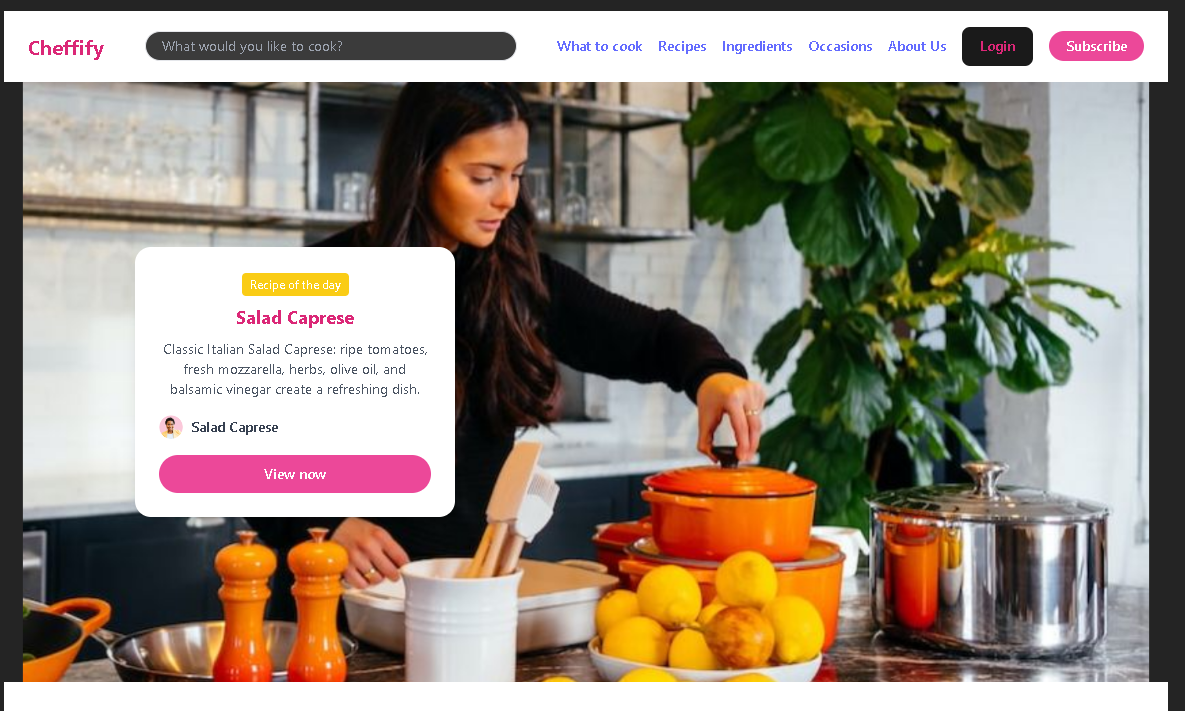 Cheffify
What would you like to cook?
What to cook
Recipes
Ingredients
Occasions
About Us
Login
Subscribe
Recipe of the day
Salad Caprese
Classic Italian Salad Caprese: ripe tomatoes,
fresh mozzarella, herbs, olive oil, and
balsamic vinegar create a refreshing dish.
Salad Caprese
View now